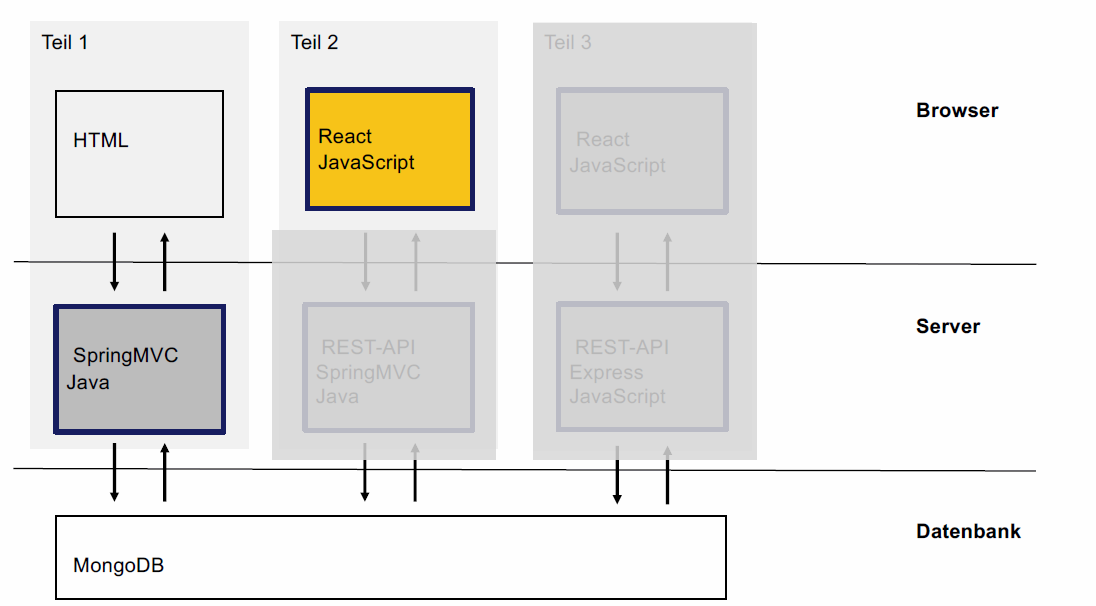 Teil 1
Teil 2
Teil 3
HTML
React
JavaScript
React
JavaScript
Browser
SpringMVC
Java
REST-API
SpringMVC
Java
REST-API
Express
JavaScript
Server
MongoDB
Datenbank